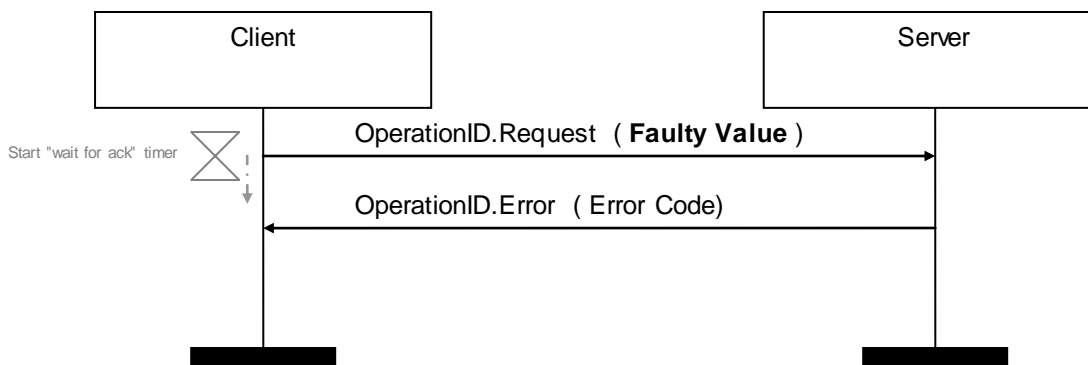 Client
Server
OperationID.Request ( Faulty Value )
Start "wait for ack" timer
OperationID.Error ( Error Code)